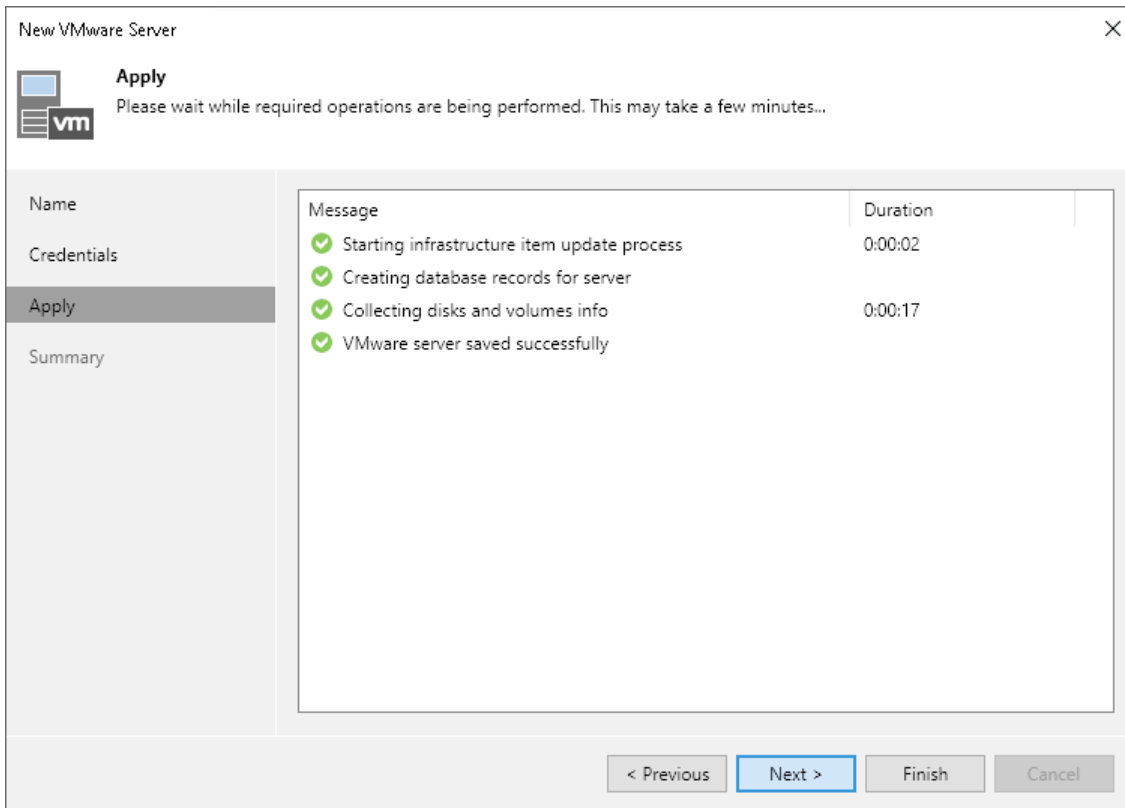 New VMware Server
Apply
Please wait while required operations are being performed. This may take a few minutes...
vm
Name
Credentials
Apply
Summary
Message Duration
Starting infrastructure item update process 0:00:02
Creating database records for server
Collecting disks and volumes info 0:00:17
VMware server saved successfully
< Previous Next > Finish Cancel